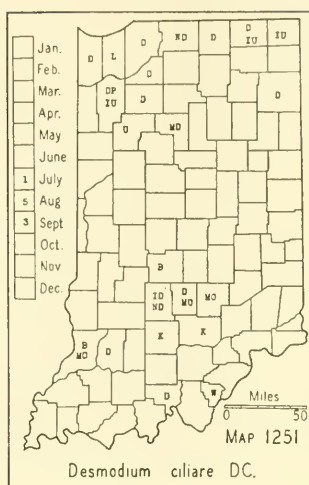 Jan.
Feb.
Mar.
Apr.
May
June
1 July
5 Aug
3 Sept
Oct.
Nov
Dec.
D L D ND D D IU IU
D
DP IU D D
U MD
B
ID ND D MO MO
K K
B MO D
D W
Miles
0 50
MAP 1251
Desmodium ciliare DC.